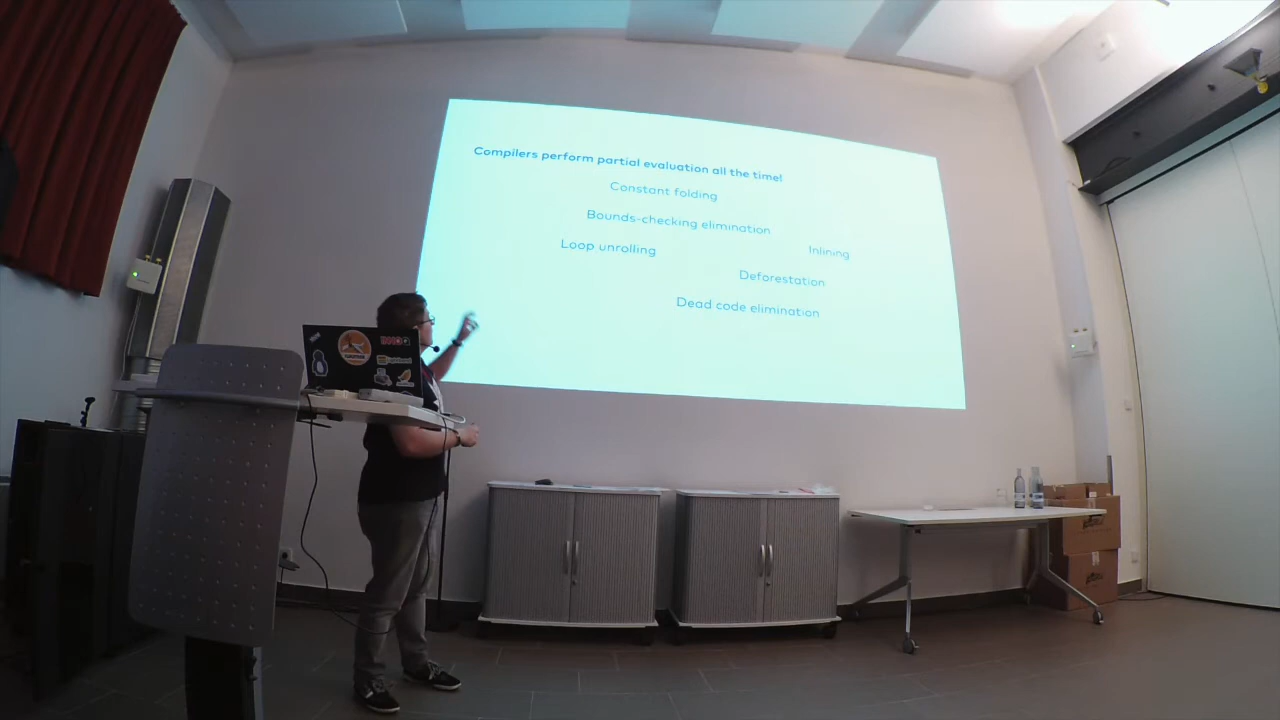 Compilers perform partial evaluation all the time!
Constant folding
Bounds-checking elimination
Loop unrolling
Inlining
Deforestation
Dead code elimination